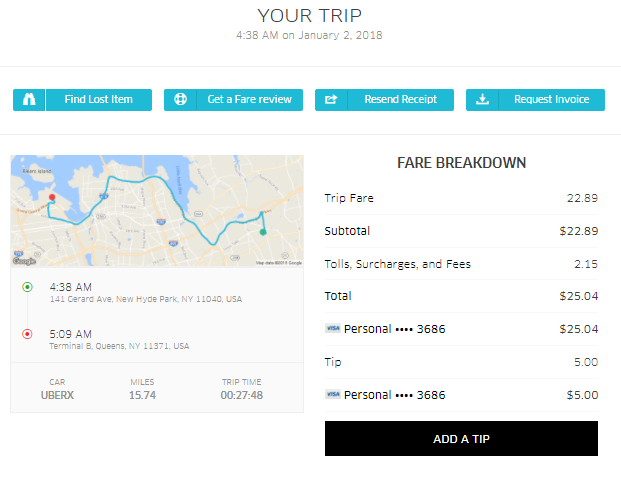 YOUR TRIP
4:38 AM on January 2, 2018
Find Lost Item
Get a Fare review
Resend Receipt
Request Invoice
Rikers Island
Google
4:38 AM
141 Gerard Ave, New Hyde Park, NY 11040, USA
5:09 AM
Terminal B, Queens, NY 11371, USA
CAR MILES TRIP TIME
UBERX 15.74 00:27:48
FARE BREAKDOWN
Trip Fare 22.89
Subtotal $22.89
Tolls, Surcharges, and Fees 2.15
Total $25.04
VISA Personal •••• 3686 $25.04
Tip 5.00
VISA Personal •••• 3686 $5.00
ADD A TIP